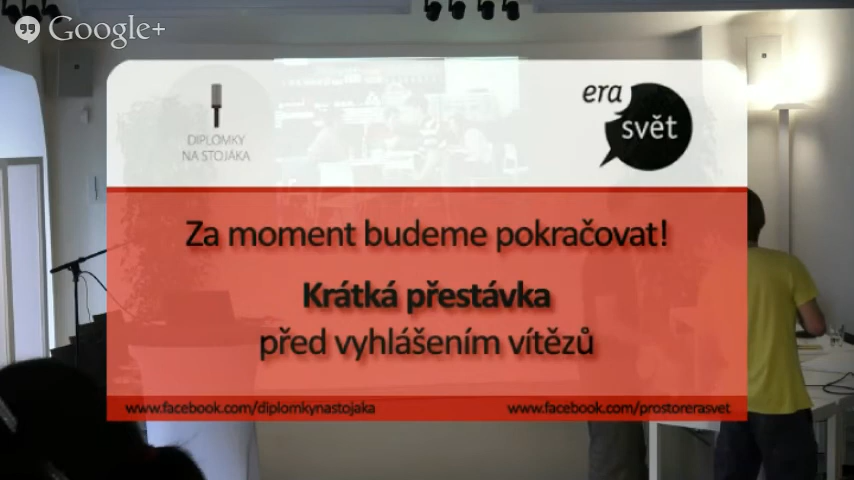 Google+
DIPLOMKY
NA STOJÁKA
era
svět
Za moment budeme pokračovat!
Krátká přestávka
před vyhlášením vítězů
www.facebook.com/diplomkynastojaka
www.facebook.com/prostorerasvet